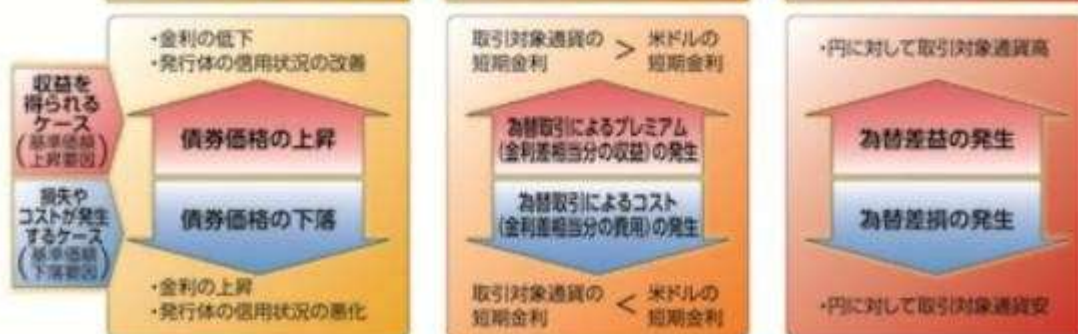 収益を
得られる
ケース
(基準価額
上昇要因)
損失や
コストが発生
するケース
(基準価額
下落要因)
・金利の低下
・発行体の信用状況の改善
債券価格の上昇
債券価格の下落
・金利の上昇
・発行体の信用状況の悪化
取引対象通貨の > 米ドルの
短期金利 短期金利
為替取引によるプレミアム
(金利差相当分の収益)の発生
為替取引によるコスト
(金利差相当分の費用)の発生
取引対象通貨の < 米ドルの
短期金利 短期金利
・円に対して取引対象通貨高
為替差益の発生
為替差損の発生
・円に対して取引対象通貨安